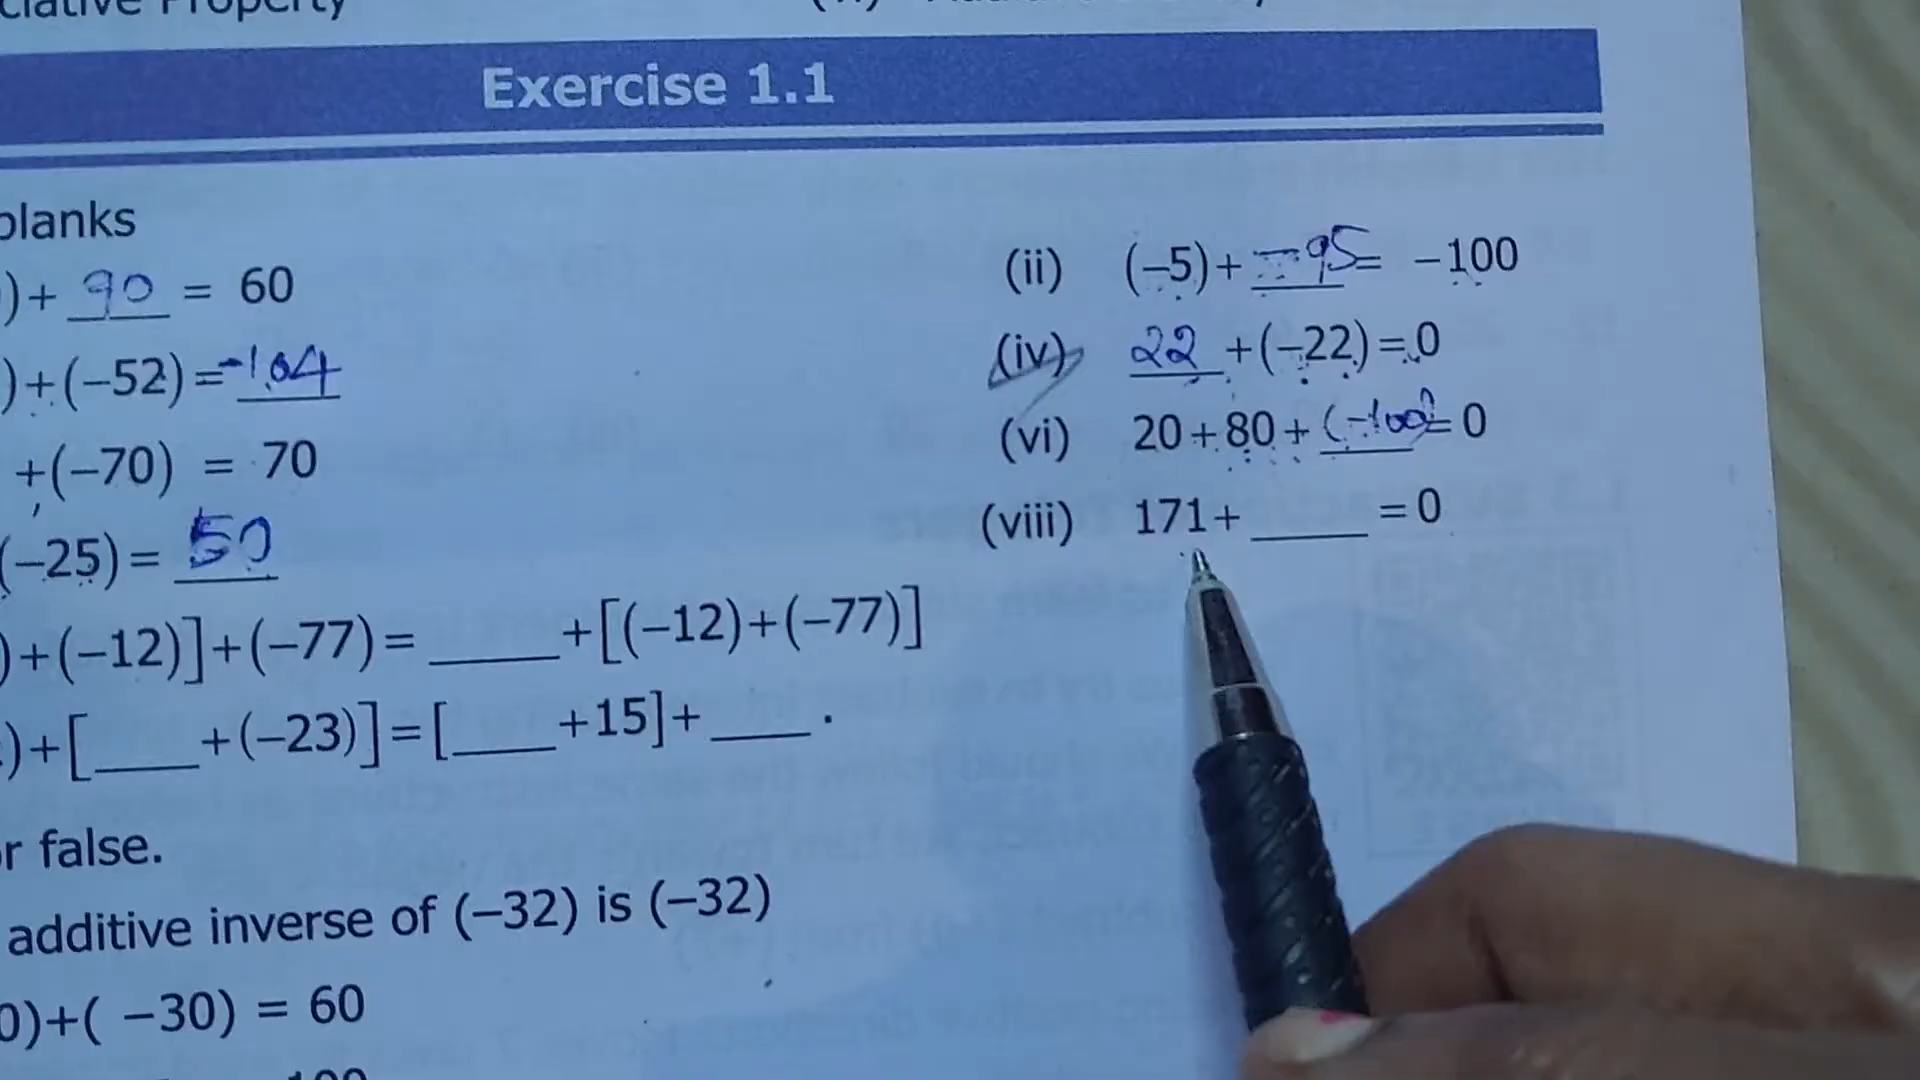 Exercise 1.1
blanks
)+ 90 = 60
(ii) (–5)+ -95 = –100
)+(–52)= -104
(iv) 22 +(–22)=0
+(–70) = 70
(vi) 20+80+ (-100) = 0
(–25)= 50
(viii) 171+ ____ =0
)+(–12)]+(–77)= ____ +[(–12)+(–77)]
)+[____ +(–23)]=[____ +15]+ ____ .
r false.
additive inverse of (–32) is (–32)
0)+( –30) = 60